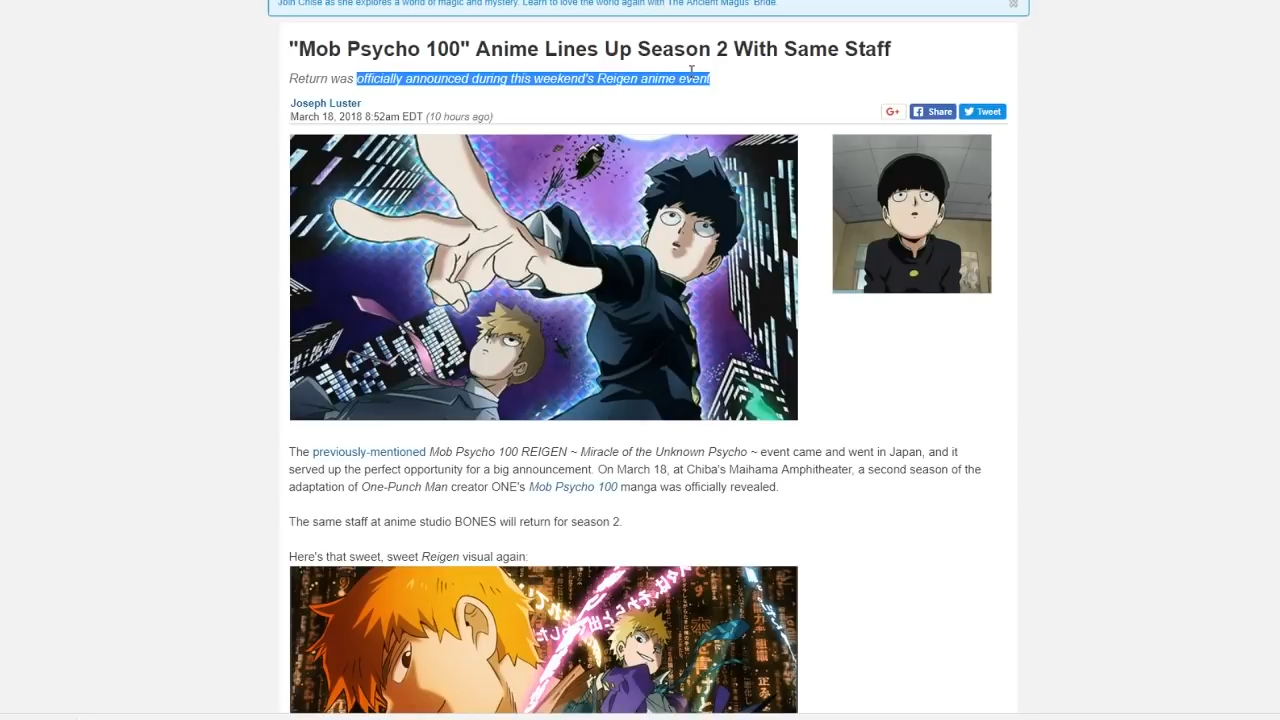 Join Chise as she explores a world of magic and mystery. Learn to love the world again with The Ancient Magus' Bride.
"Mob Psycho 100" Anime Lines Up Season 2 With Same Staff
Return was officially announced during this weekend's Reigen anime event
Joseph Luster
March 18, 2018 8:52am EDT (10 hours ago)
G+ Share Tweet
The previously-mentioned Mob Psycho 100 REIGEN ~ Miracle of the Unknown Psycho ~ event came and went in Japan, and it
served up the perfect opportunity for a big announcement. On March 18, at Chiba's Maihama Amphitheater, a second season of the
adaptation of One-Punch Man creator ONE's Mob Psycho 100 manga was officially revealed.
The same staff at anime studio BONES will return for season 2.
Here's that sweet, sweet Reigen visual again: